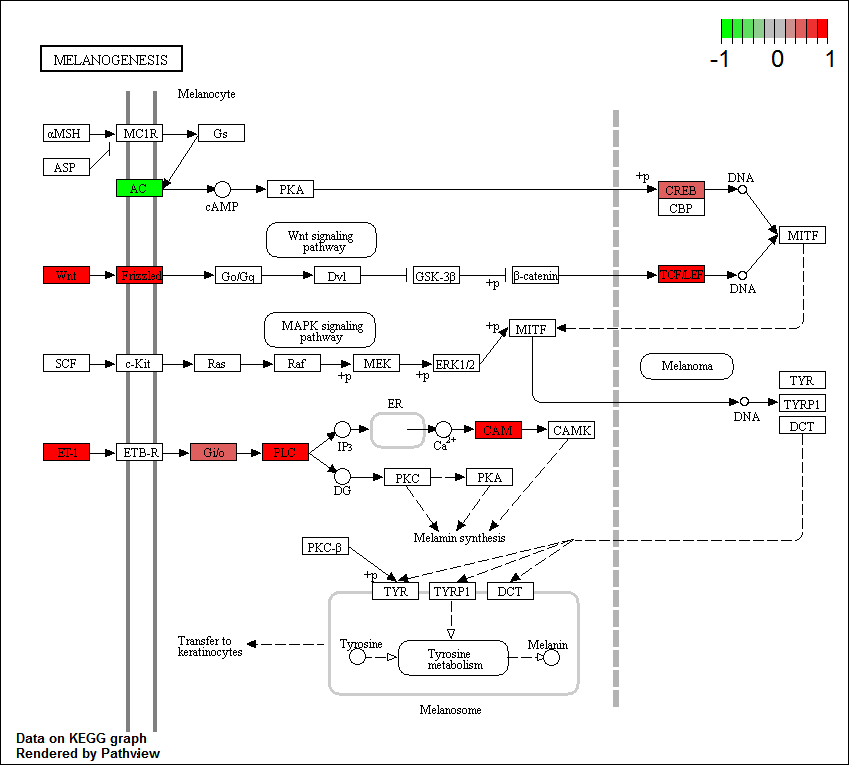 MELANOGENESIS
-1 0 1
Melanocyte
αMSH MC1R Gs
ASP
AC cAMP PKA +p CREB DNA
CBP
MITF
Wnt signaling
pathway
Wnt Frizzled Go/Gq Dvl GSK-3β +p β-catenin TCF/LEF DNA
MAPK signaling
pathway
+p MITF
SCF c-Kit Ras Raf +p MEK +p ERK1/2 Melanoma
TYR
DNA TYRP1
DCT
ER
ET-1 ETB-R Gi/o PLC IP3 Ca2+ CAM CAMK
DG PKC PKA
Melamin synthesis
PKC-β
+p
TYR TYRP1 DCT
Transfer to
keratinocytes
Tyrosine Melanin
Tyrosine
metabolism
Melanosome
Data on KEGG graph
Rendered by Pathview